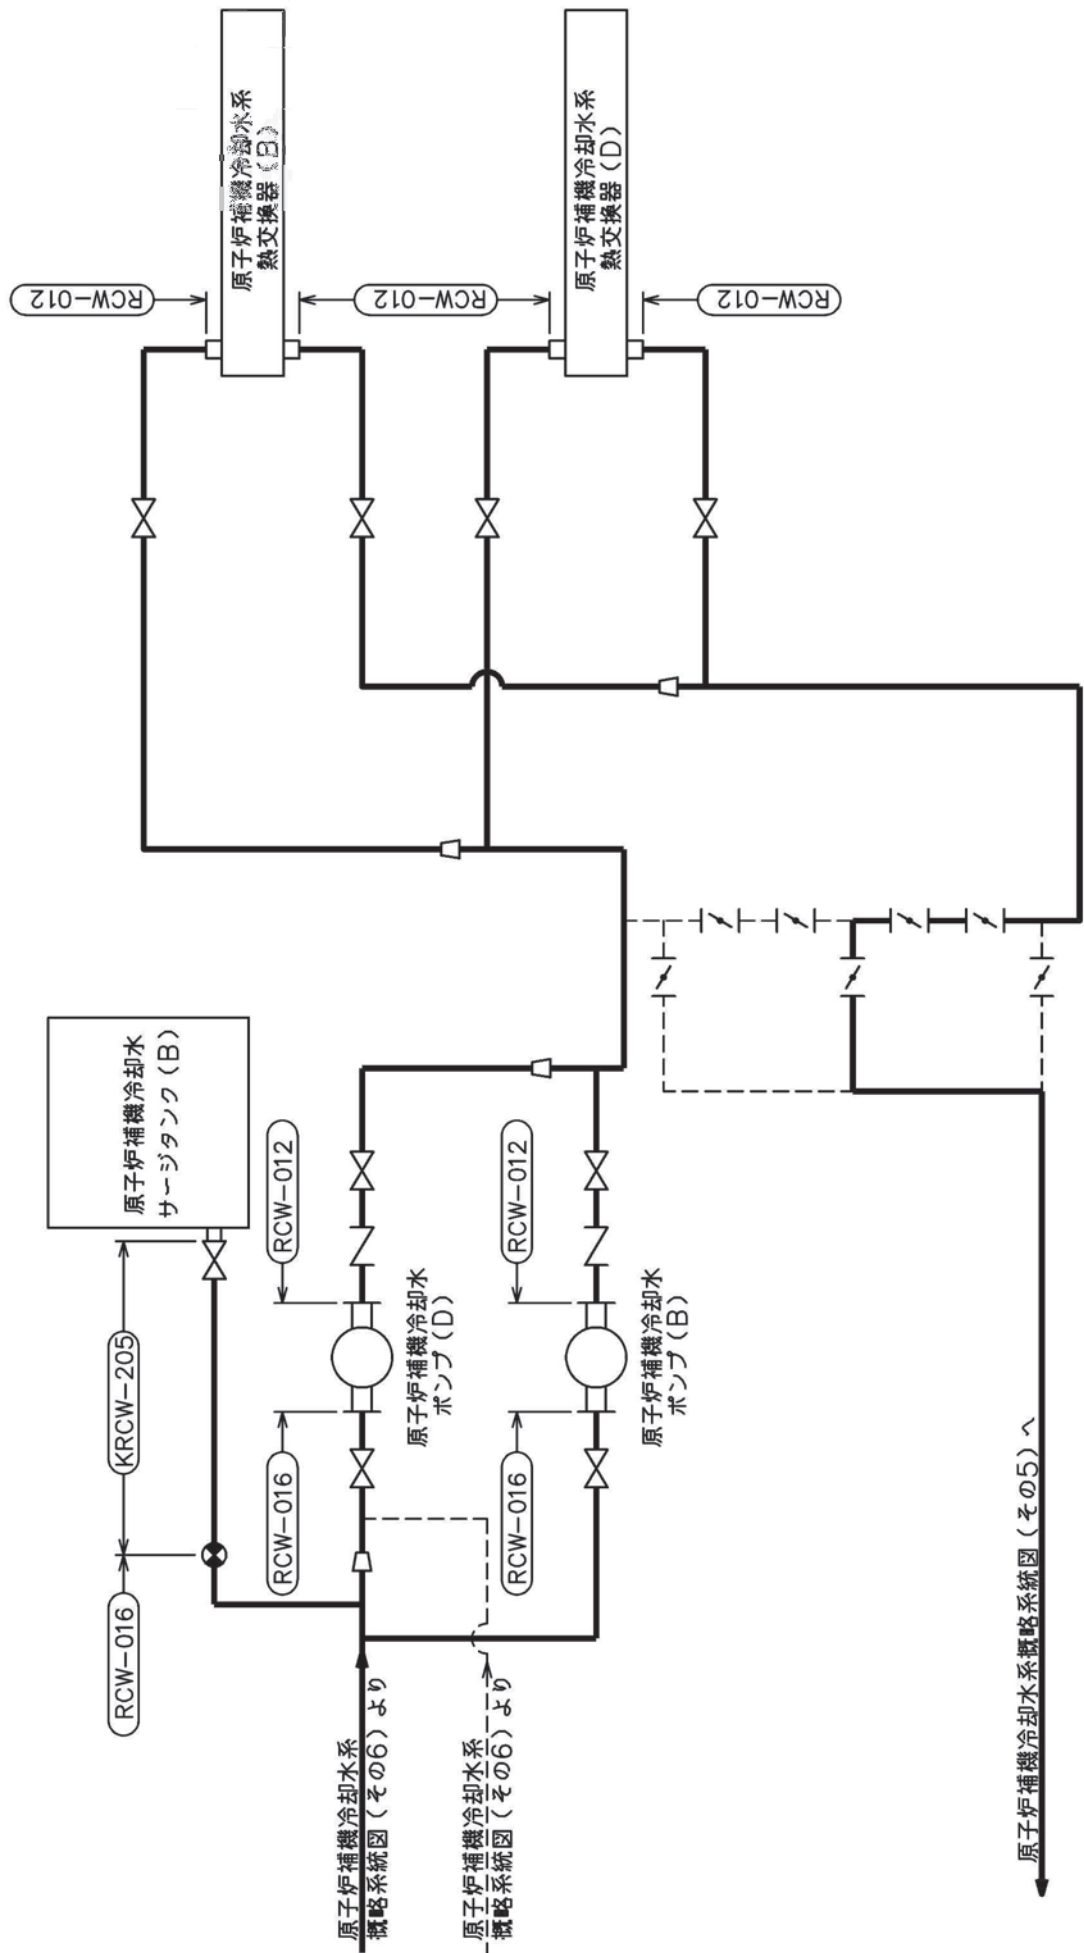 RCW-012
RCW-012
RCW-012
原子炉補機冷却水系
熱交換器(B)
原子炉補機冷却水系
熱交換器(D)
原子炉補機冷却水
サージタンク(B)
KRCW-205
RCW-016
RCW-012
RCW-016
原子炉補機冷却水
ポンプ(D)
RCW-012
RCW-016
原子炉補機冷却水
ポンプ(B)
原子炉補機冷却水系
概略系統図(その6)より
原子炉補機冷却水系
概略系統図(その6)より
原子炉補機冷却水系概略系統図(その5)へ